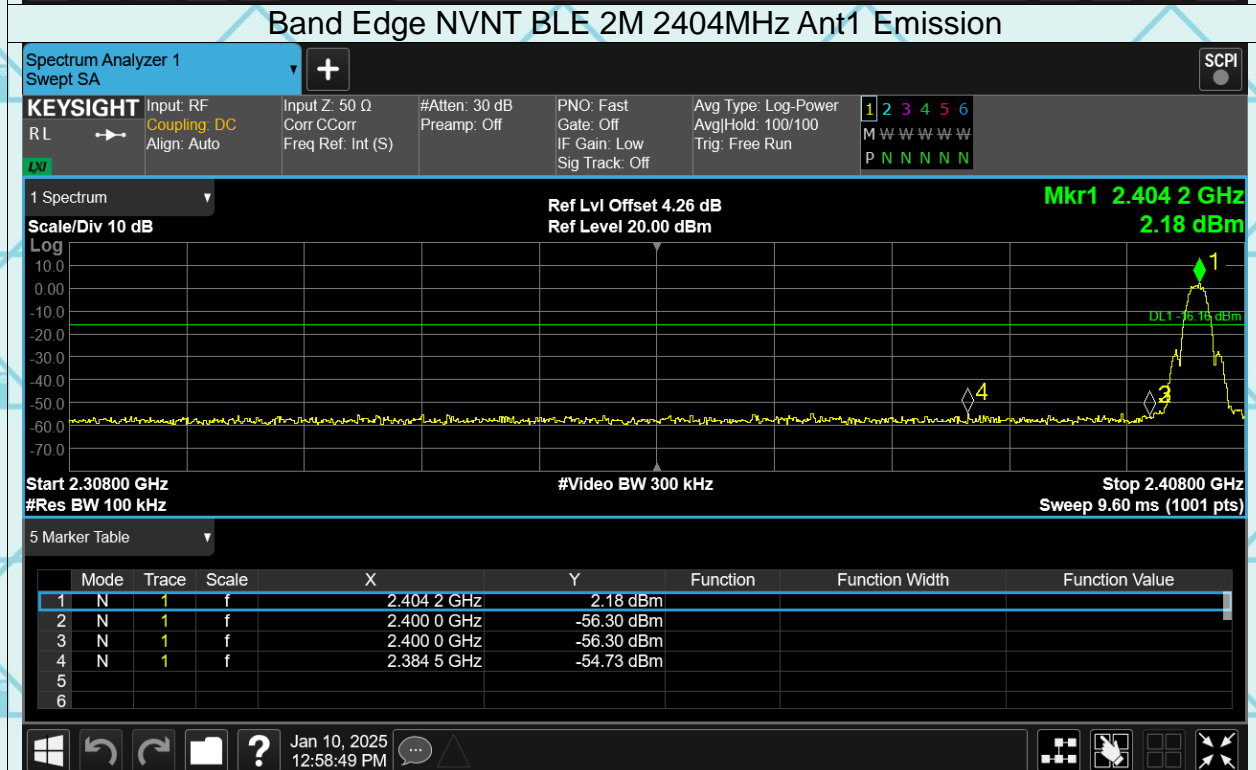 Band Edge NVNT BLE 2M 2404MHz Ant1 Emission
Spectrum Analyzer 1
Swept SA
+
SCPI
KEYSIGHT
RL
LXI
Input: RF
Coupling: DC
Align: Auto
Input Z: 50 Ω
Corr CCorr
Freq Ref: Int (S)
#Atten: 30 dB
Preamp: Off
PNO: Fast
Gate: Off
IF Gain: Low
Sig Track: Off
Avg Type: Log-Power
Avg|Hold: 100/100
Trig: Free Run
1 2 3 4 5 6
M W W W W W
P N N N N N
1 Spectrum
Scale/Div 10 dB
Ref Lvl Offset 4.26 dB
Ref Level 20.00 dBm
Mkr1 2.404 2 GHz
2.18 dBm
Log
10.0
0.00
-10.0
-20.0
-30.0
-40.0
-50.0
-60.0
-70.0
1
DL1 -16.16 dBm
4
3
Start 2.30800 GHz
#Video BW 300 kHz
Stop 2.40800 GHz
#Res BW 100 kHz
Sweep 9.60 ms (1001 pts)
5 Marker Table
Mode Trace Scale X Y Function Function Width Function Value
1 N 1 f 2.404 2 GHz 2.18 dBm
2 N 1 f 2.400 0 GHz -56.30 dBm
3 N 1 f 2.400 0 GHz -56.30 dBm
4 N 1 f 2.384 5 GHz -54.73 dBm
5
6
?
Jan 10, 2025
12:58:49 PM